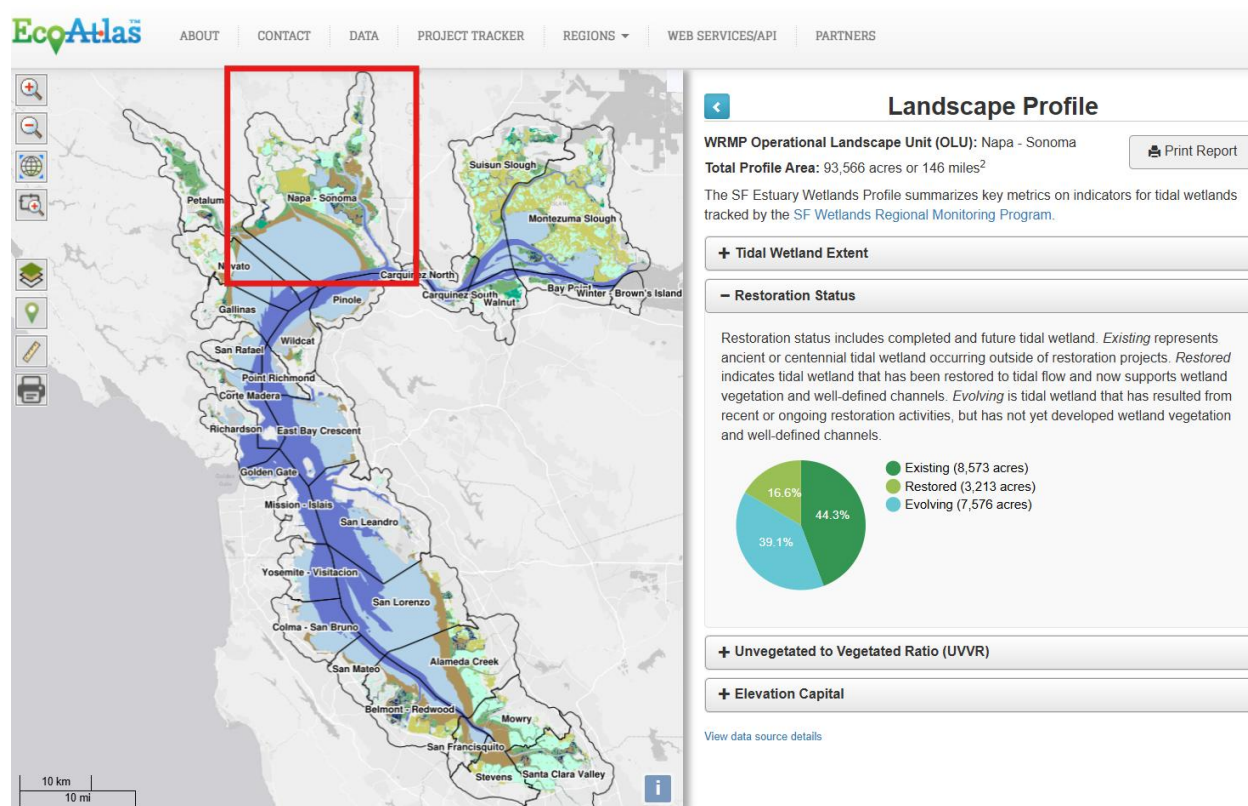 EcoAtlas™
ABOUT
CONTACT
DATA
PROJECT TRACKER
REGIONS
WEB SERVICES/API
PARTNERS
Petalum
Napa - Sonoma
Suisun Slough
Montezuma Slough
Novato
Carquinez North
Carquinez South
Bay Point
Winter - Brown's Island
Walnut
Pinole
Gallinas
Wildcat
San Rafael
Point Richmond
Corte Madera
Richardson
East Bay Crescent
Golden Gate
Mission - Islais
San Leandro
Yosemite - Visitacion
San Lorenzo
Colma - San Bruno
San Mateo
Alameda Creek
Belmont - Redwood
Mowry
San Francisquito
Stevens
Santa Clara Valley
10 km
10 mi
i
Landscape Profile
WRMP Operational Landscape Unit (OLU): Napa - Sonoma
Total Profile Area: 93,566 acres or 146 miles²
Print Report
The SF Estuary Wetlands Profile summarizes key metrics on indicators for tidal wetlands
tracked by the SF Wetlands Regional Monitoring Program.
+ Tidal Wetland Extent
− Restoration Status
Restoration status includes completed and future tidal wetland. Existing represents
ancient or centennial tidal wetland occurring outside of restoration projects. Restored
indicates tidal wetland that has been restored to tidal flow and now supports wetland
vegetation and well-defined channels. Evolving is tidal wetland that has resulted from
recent or ongoing restoration activities, but has not yet developed wetland vegetation
and well-defined channels.
16.6%
44.3%
39.1%
Existing (8,573 acres)
Restored (3,213 acres)
Evolving (7,576 acres)
+ Unvegetated to Vegetated Ratio (UVVR)
+ Elevation Capital
View data source details